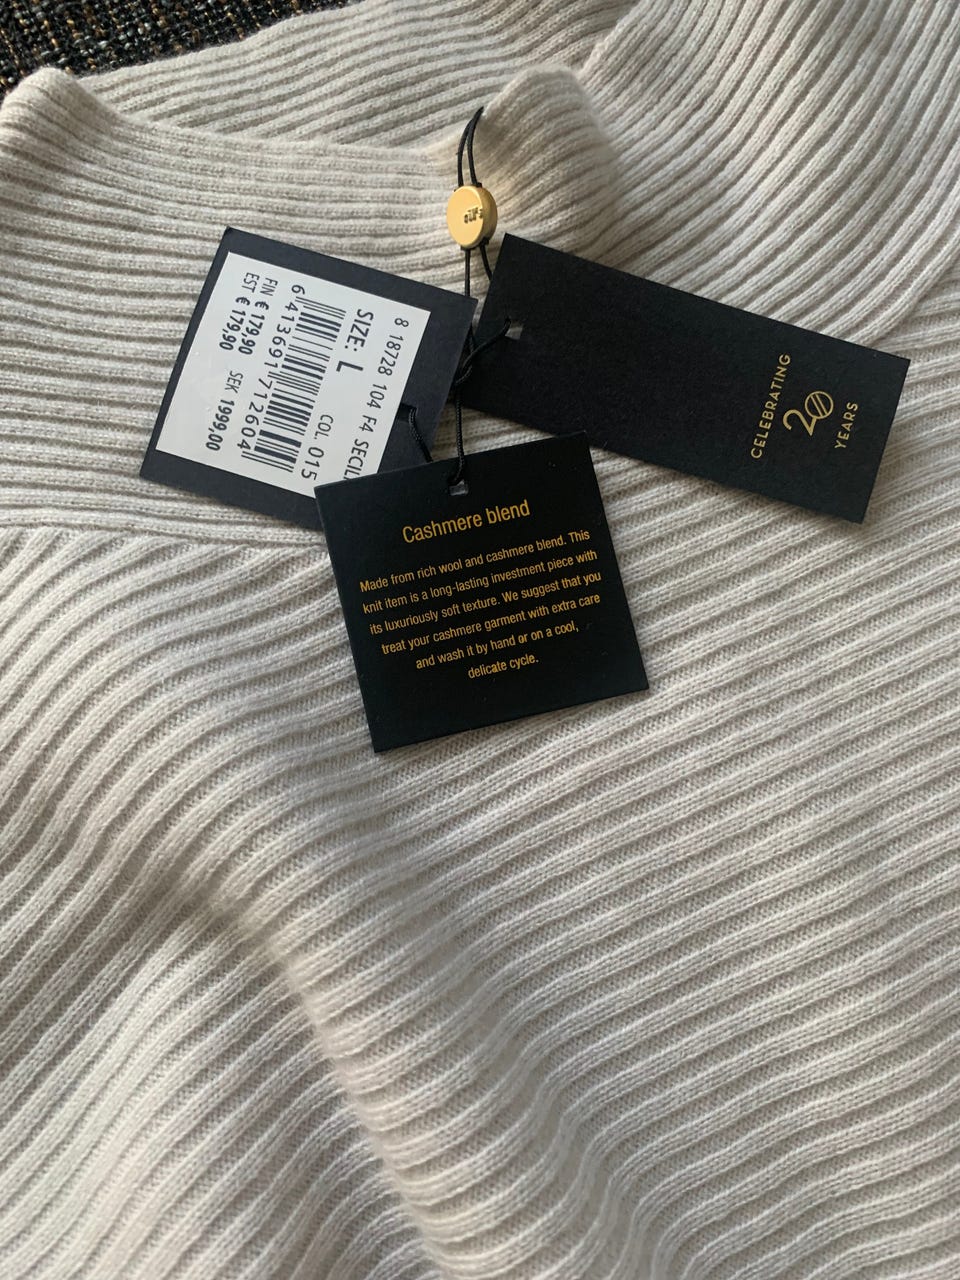 8 18728 104 F4
SIZE: L
COL. 015
6 413691 712604
FIN € 179,90
SEK 1999,00
EST € 179,90
CELEBRATING
20
YEARS
Cashmere blend
Made from rich wool and cashmere blend. This
knit item is a long-lasting investment piece with
its luxuriously soft texture. We suggest that you
treat your cashmere garment with extra care
and wash it by hand or on a cool,
delicate cycle.